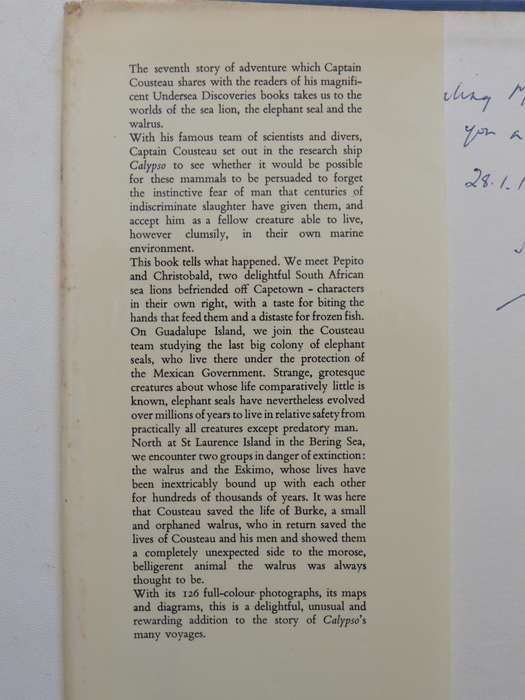 The seventh story of adventure which Captain
Cousteau shares with the readers of his magnifi-
cent Undersea Discoveries books takes us to the
worlds of the sea lion, the elephant seal and the
walrus.
With his famous team of scientists and divers,
Captain Cousteau set out in the research ship
Calypso to see whether it would be possible
for these mammals to be persuaded to forget
the instinctive fear of man that centuries of
indiscriminate slaughter have given them, and
accept him as a fellow creature able to live,
however clumsily, in their own marine
environment.
This book tells what happened. We meet Pepito
and Christobald, two delightful South African
sea lions befriended off Capetown – characters
in their own right, with a taste for biting the
hands that feed them and a distaste for frozen fish.
On Guadalupe Island, we join the Cousteau
team studying the last big colony of elephant
seals, who live there under the protection of
the Mexican Government. Strange, grotesque
creatures about whose life comparatively little is
known, elephant seals have nevertheless evolved
over millions of years to live in relative safety from
practically all creatures except predatory man.
North at St Laurence Island in the Bering Sea,
we encounter two groups in danger of extinction:
the walrus and the Eskimo, whose lives have
been inextricably bound up with each other
for hundreds of thousands of years. It was here
that Cousteau saved the life of Burke, a small
and orphaned walrus, who in return saved the
lives of Cousteau and his men and showed them
a completely unexpected side to the morose,
belligerent animal the walrus was always
thought to be.
With its 126 full-colour photographs, its maps
and diagrams, this is a delightful, unusual and
rewarding addition to the story of Calypso's
many voyages.
you a
28.1.1